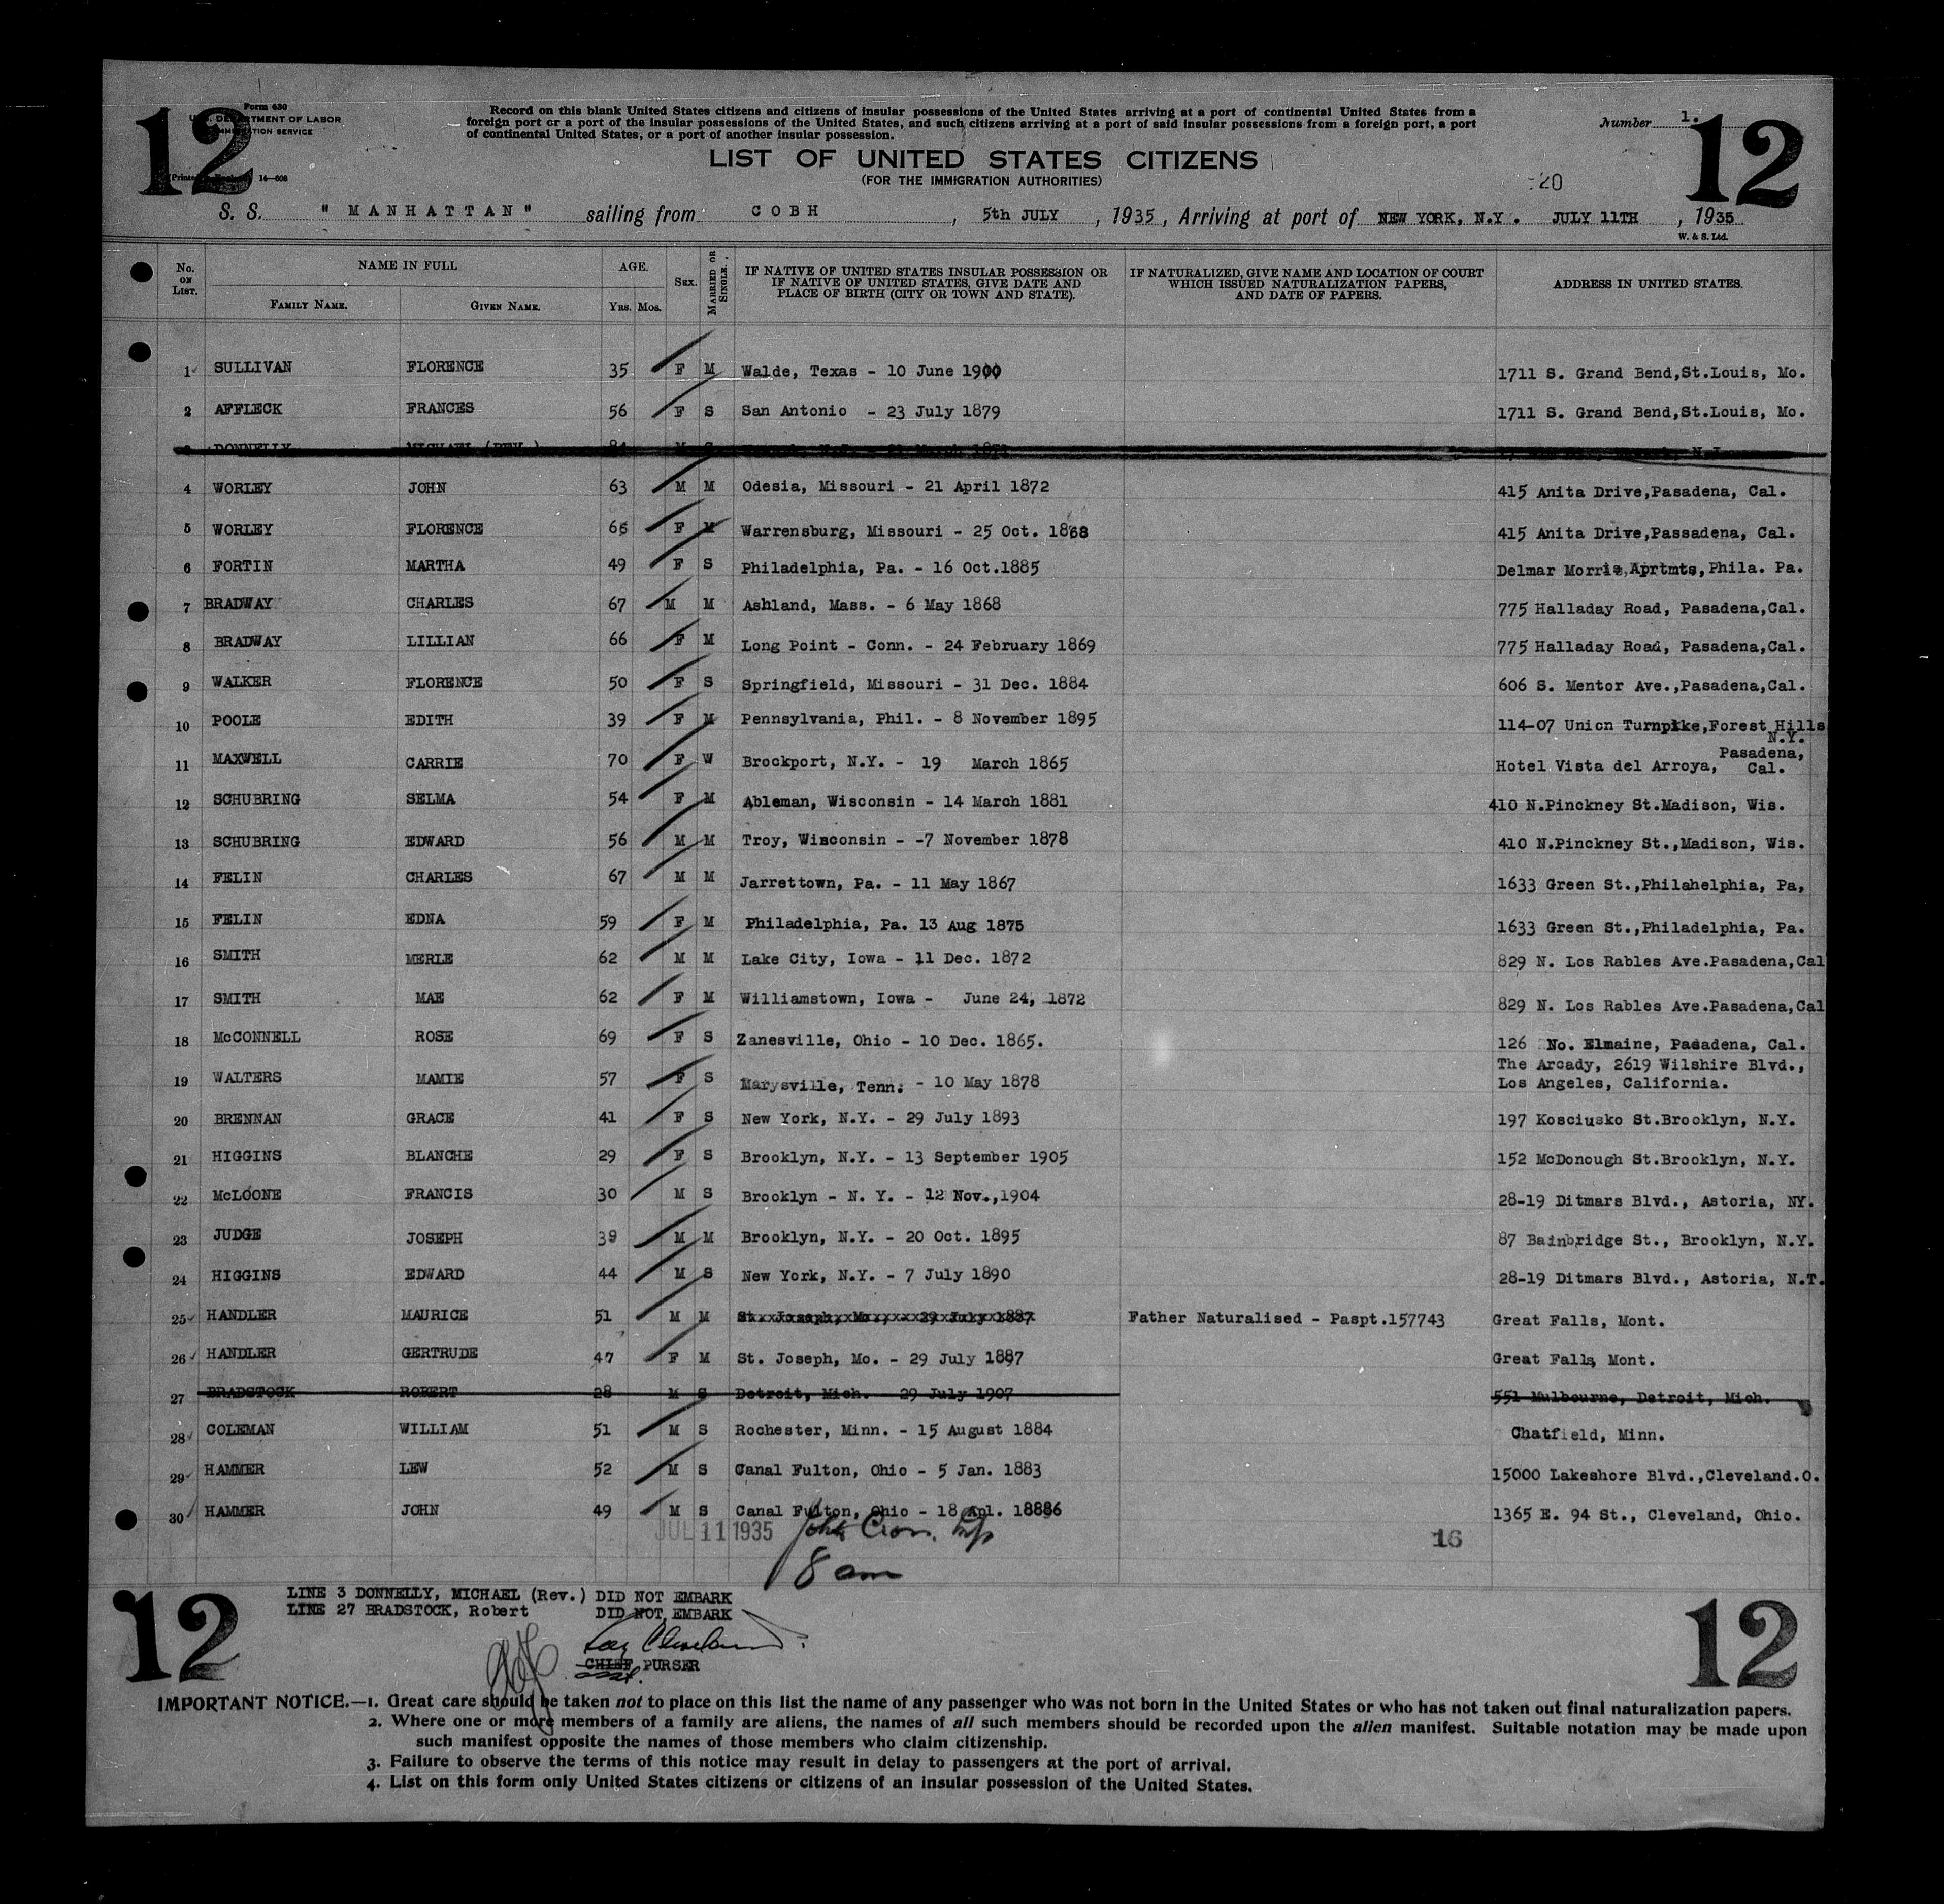 12
Form 630
U.S. DEPARTMENT OF LABOR
IMMIGRATION SERVICE
14—608
Record on this blank United States citizens and citizens of insular possessions of the United States arriving at a port of continental United States from a
foreign port or a port of the insular possessions of the United States, and such citizens arriving at a port of said insular possessions from a foreign port, a port
of continental United States, or a port of another insular possession.
Number 1.
12
LIST OF UNITED STATES CITIZENS
(FOR THE IMMIGRATION AUTHORITIES)
20
S. S. " MANHATTAN " sailing from COBH , 5th JULY , 1935, Arriving at port of NEW YORK, N.Y. JULY 11TH , 1935
W. & S. Ltd.
No. ON LIST. NAME IN FULL FAMILY NAME. GIVEN NAME. AGE. YRS. MOS. SEX. MARRIED OR SINGLE. IF NATIVE OF UNITED STATES INSULAR POSSESSION OR IF NATIVE OF UNITED STATES, GIVE DATE AND PLACE OF BIRTH (CITY OR TOWN AND STATE). IF NATURALIZED, GIVE NAME AND LOCATION OF COURT WHICH ISSUED NATURALIZATION PAPERS, AND DATE OF PAPERS. ADDRESS IN UNITED STATES.
1 SULLIVAN FLORENCE 35 F M Walde, Texas - 10 June 1900 1711 S. Grand Bend,St.Louis, Mo.
2 AFFLECK FRANCES 56 F S San Antonio - 23 July 1879 1711 S. Grand Bend,St.Louis, Mo.
3 DONNELLY MICHAEL (REV.)
4 WORLEY JOHN 63 M M Odesia, Missouri - 21 April 1872 415 Anita Drive,Pasadena, Cal.
5 WORLEY FLORENCE 66 F M Warrensburg, Missouri - 25 Oct. 1868 415 Anita Drive,Passadena, Cal.
6 FORTIN MARTHA 49 F S Philadelphia, Pa. - 16 Oct.1885 Delmar Morris,Aprtmts,Phila. Pa.
7 BRADWAY CHARLES 67 M M Ashland, Mass. - 6 May 1868 775 Halladay Road, Pasadena,Cal.
8 BRADWAY LILLIAN 66 F M Long Point - Conn. - 24 February 1869 775 Halladay Road, Pasadena,Cal.
9 WALKER FLORENCE 50 F S Springfield, Missouri - 31 Dec. 1884 606 S. Mentor Ave.,Pasadena,Cal.
10 POOLE EDITH 39 F M Pennsylvania, Phil. - 8 November 1895 114-07 Union Turnpike,Forest Hills N.Y.
11 MAXWELL CARRIE 70 F W Brockport, N.Y. - 19 March 1865 Hotel Vista del Arroya, Pasadena, Cal.
12 SCHUBRING SELMA 54 F M Ableman, Wisconsin - 14 March 1881 410 N.Pinckney St.Madison, Wis.
13 SCHUBRING EDWARD 56 M M Troy, Wisconsin - -7 November 1878 410 N.Pinckney St.,Madison, Wis.
14 FELIN CHARLES 67 M M Jarrettown, Pa. - 11 May 1867 1633 Green St.,Philahelphia, Pa,
15 FELIN EDNA 59 F M Philadelphia, Pa. 13 Aug 1875 1633 Green St.,Philadelphia, Pa.
16 SMITH MERLE 62 M M Lake City, Iowa - 11 Dec. 1872 829 N. Los Rables Ave.Pasadena,Cal
17 SMITH MAE 62 F M Williamstown, Iowa - June 24, 1872 829 N. Los Rables Ave.Pasadena,Cal
18 McCONNELL ROSE 69 F S Zanesville, Ohio - 10 Dec. 1865. 126 No. Elmaine, Pasadena, Cal.
19 WALTERS MAMIE 57 F S Marysville, Tenn. - 10 May 1878 The Arcady, 2619 Wilshire Blvd., Los Angeles, California.
20 BRENNAN GRACE 41 F S New York, N.Y. - 29 July 1893 197 Kosciusko St.Brooklyn, N.Y.
21 HIGGINS BLANCHE 29 F S Brooklyn, N.Y. - 13 September 1905 152 McDonough St.Brooklyn, N.Y.
22 McLOONE FRANCIS 30 M S Brooklyn - N. Y. - 12 Nov.,1904 28-19 Ditmars Blvd., Astoria, NY.
23 JUDGE JOSEPH 39 M M Brooklyn, N.Y. - 20 Oct. 1895 87 Bainbridge St., Brooklyn, N.Y.
24 HIGGINS EDWARD 44 M S New York, N.Y. - 7 July 1890 28-19 Ditmars Blvd., Astoria, N.Y.
25 HANDLER MAURICE 51 M M St. Joseph, Mo. 29 July 1887 Father Naturalised - Paspt.157743 Great Falls, Mont.
26 HANDLER GERTRUDE 47 F M St. Joseph, Mo. - 29 July 1887 Great Falls, Mont.
27 BRADSTOCK ROBERT 28 M S Detroit, Mich. 29 July 1907 551 Mulbourne, Detroit, Mich.
28 COLEMAN WILLIAM 51 M S Rochester, Minn. - 15 August 1884 Chatfield, Minn.
29 HAMMER LEW 52 M S Canal Fulton, Ohio - 5 Jan. 1883 15000 Lakeshore Blvd.,Cleveland.O.
30 HAMMER JOHN 49 M S Canal Fulton, Ohio - 18 Apl. 18886 1365 E. 94 St., Cleveland, Ohio.
JUL 11 1935 John
16
8 am
12
LINE 3 DONNELLY, MICHAEL (Rev.) DID NOT EMBARK
LINE 27 BRADSTOCK, Robert DID NOT EMBARK
12
CHIEF PURSER
IMPORTANT NOTICE.—1. Great care should be taken not to place on this list the name of any passenger who was not born in the United States or who has not taken out final naturalization papers.
2. Where one or more members of a family are aliens, the names of all such members should be recorded upon the alien manifest. Suitable notation may be made upon
such manifest opposite the names of those members who claim citizenship.
3. Failure to observe the terms of this notice may result in delay to passengers at the port of arrival.
4. List on this form only United States citizens or citizens of an insular possession of the United States.